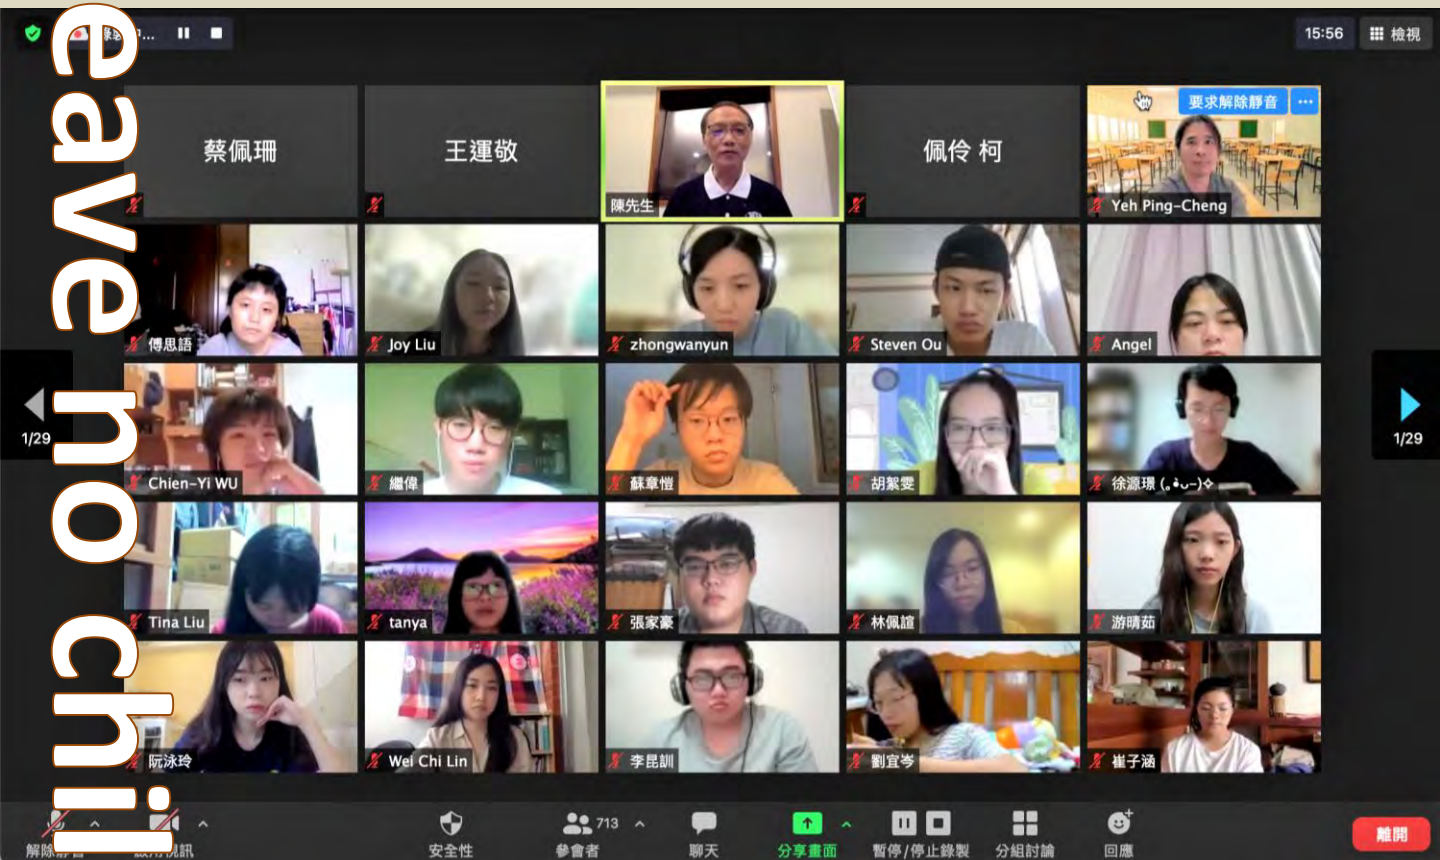 eave no chil
15:56
檢視
蔡佩珊
王運敬
陳先生
佩伶 柯
要求解除靜音
Yeh Ping-Cheng
傅思語
Joy Liu
zhongwanyun
Steven Ou
Angel
Chien-Yi WU
繼偉
蘇章愷
胡絜雯
徐源璟 (｡•̀ᴗ-)✧
Tina Liu
tanya
張家豪
林佩誼
游晴茹
阮泳玲
Wei Chi Lin
李昆訓
劉宜岑
崔子涵
1/29
1/29
安全性
713
參會者
聊天
分享畫面
暫停/停止錄製
分組討論
回應
離開